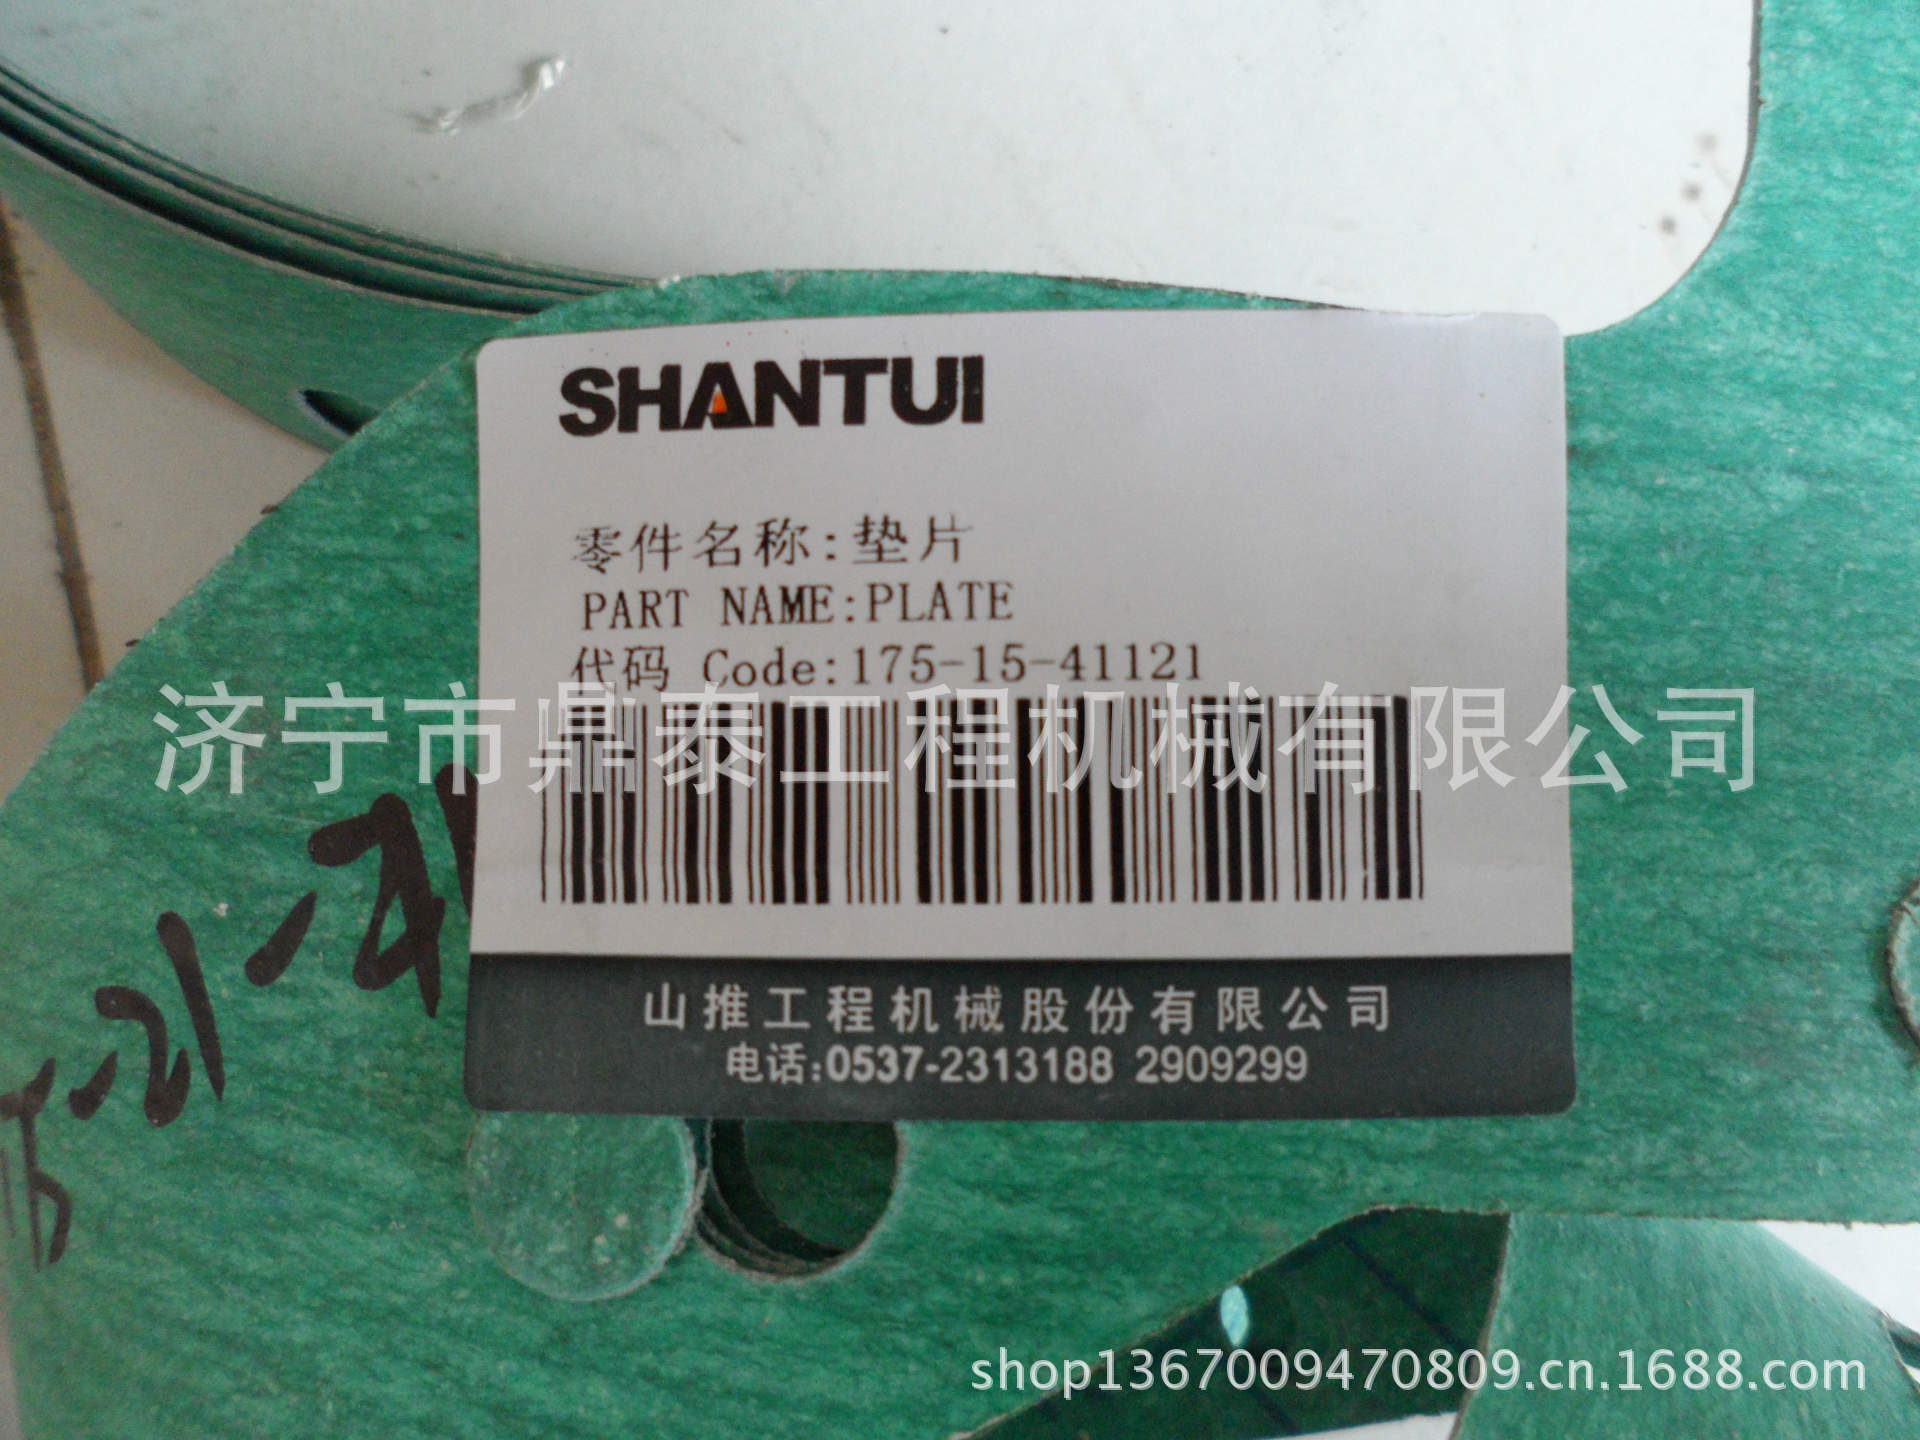 SHANTUI
零件名称:垫片
PART NAME:PLATE
代码 Code:175-15-41121
济宁市鼎泰工程机械有限公司
山推工程机械股份有限公司
电话:0537-2313188 2909299
shop1367009470809.cn.1688.com